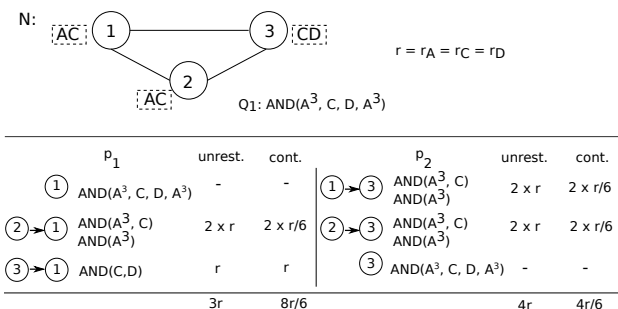 N:
AC 1 3 CD
r = rA = rC = rD
2
AC
Q1: AND(A³, C, D, A³)
p1 unrest. cont. p2 unrest. cont.
1 AND(A³, C, D, A³) - - 1 3 AND(A³, C) 2 x r 2 x r/6
AND(A³)
2 1 AND(A³, C) 2 x r 2 x r/6 2 3 AND(A³, C) 2 x r 2 x r/6
AND(A³) AND(A³)
3 1 AND(C,D) r r 3 AND(A³, C, D, A³) - -
3r 8r/6 4r 4r/6